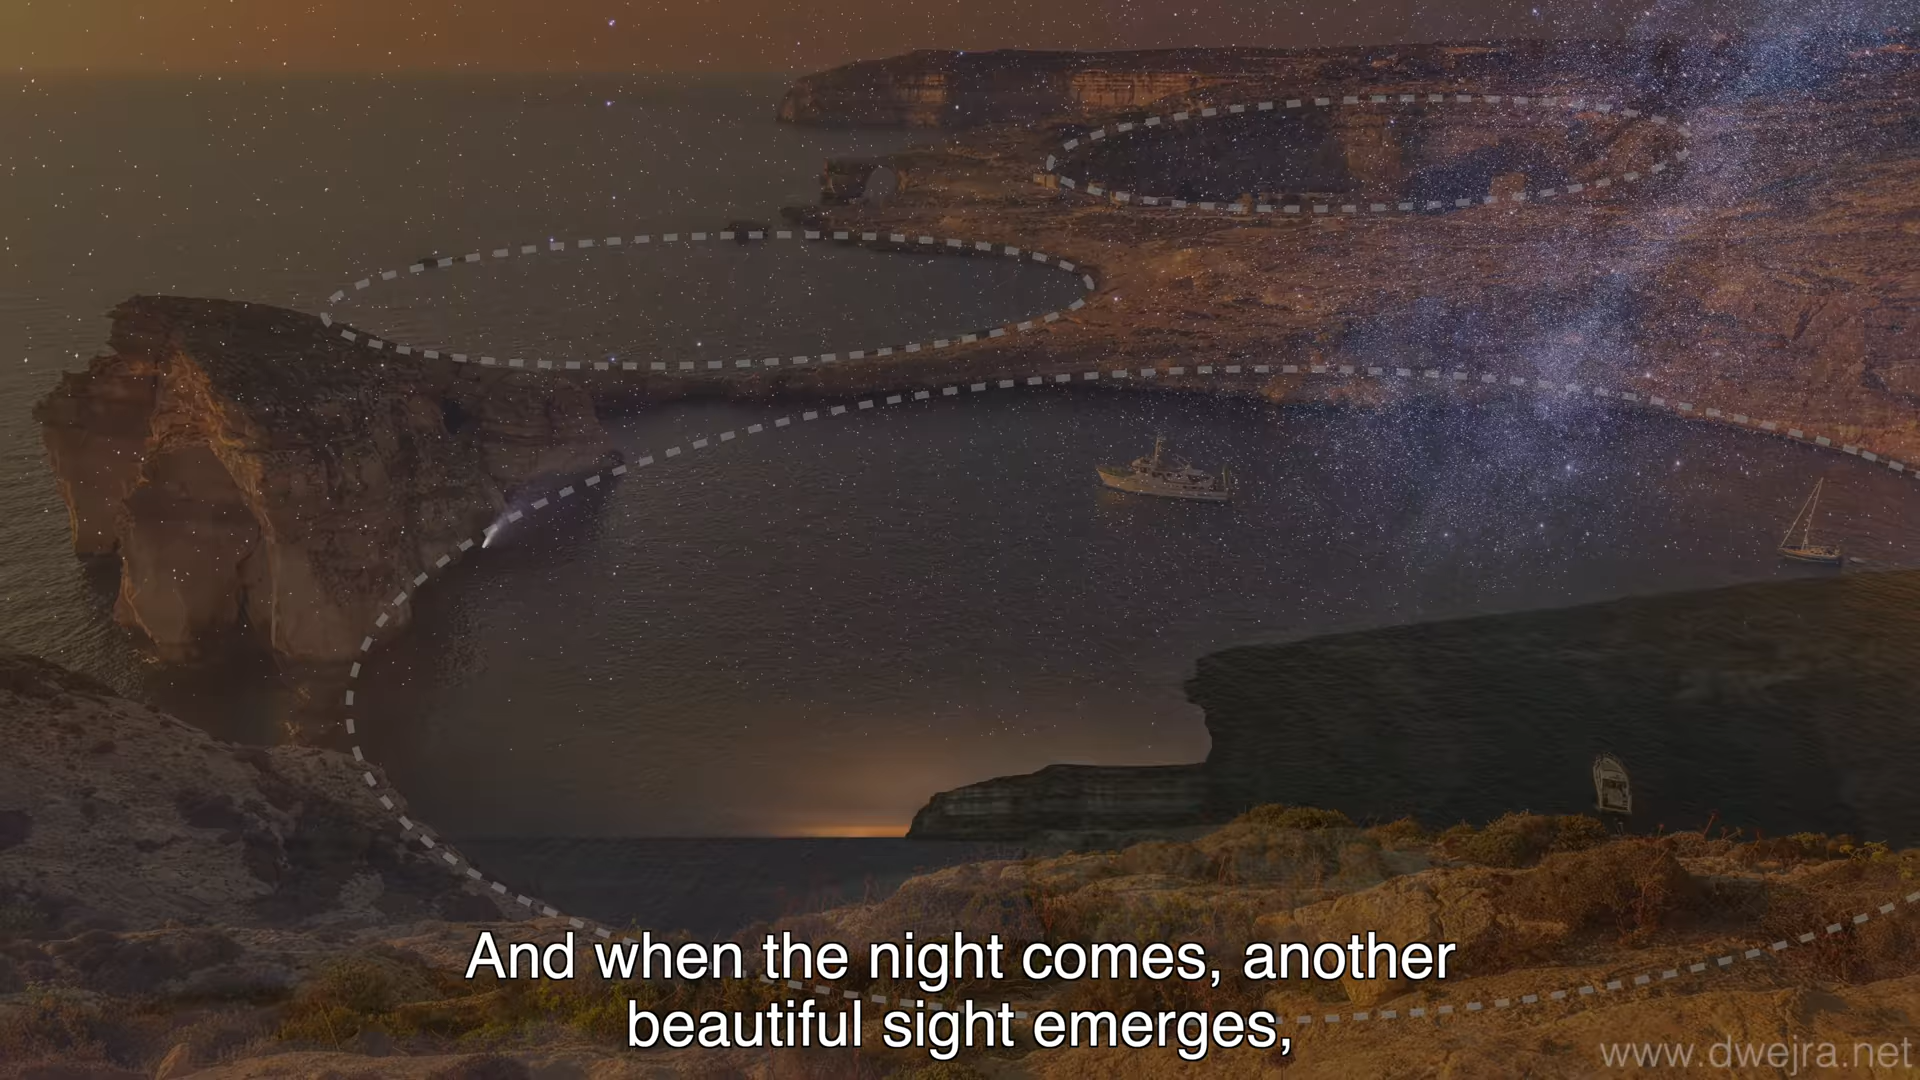 And when the night comes, another
beautiful sight emerges,
www.dwejra.net